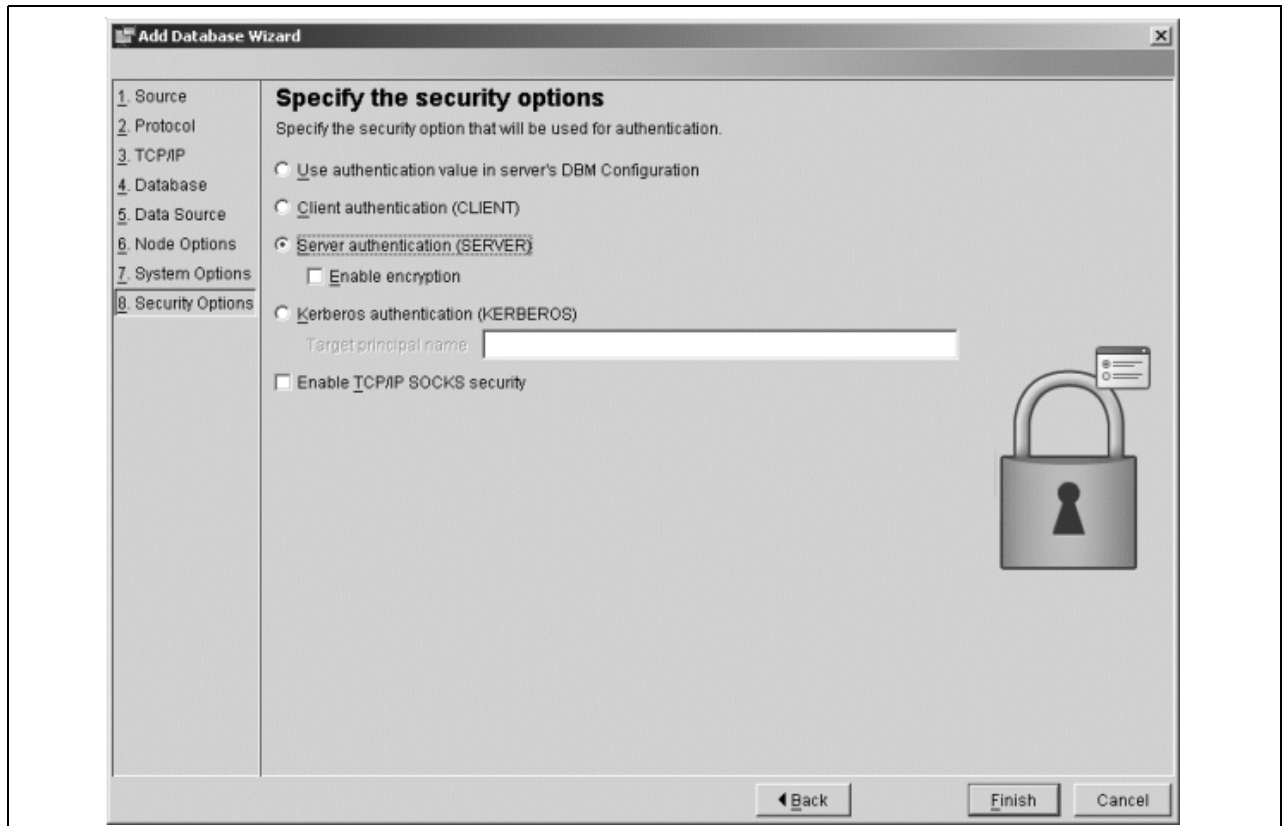 Add Database Wizard
1. Source
2. Protocol
3. TCP/IP
4. Database
5. Data Source
6. Node Options
7. System Options
8. Security Options
Specify the security options
Specify the security option that will be used for authentication.
Use authentication value in server's DBM Configuration
Client authentication (CLIENT)
Server authentication (SERVER)
Enable encryption
Kerberos authentication (KERBEROS)
Target principal name
Enable TCP/IP SOCKS security
Back
Finish
Cancel